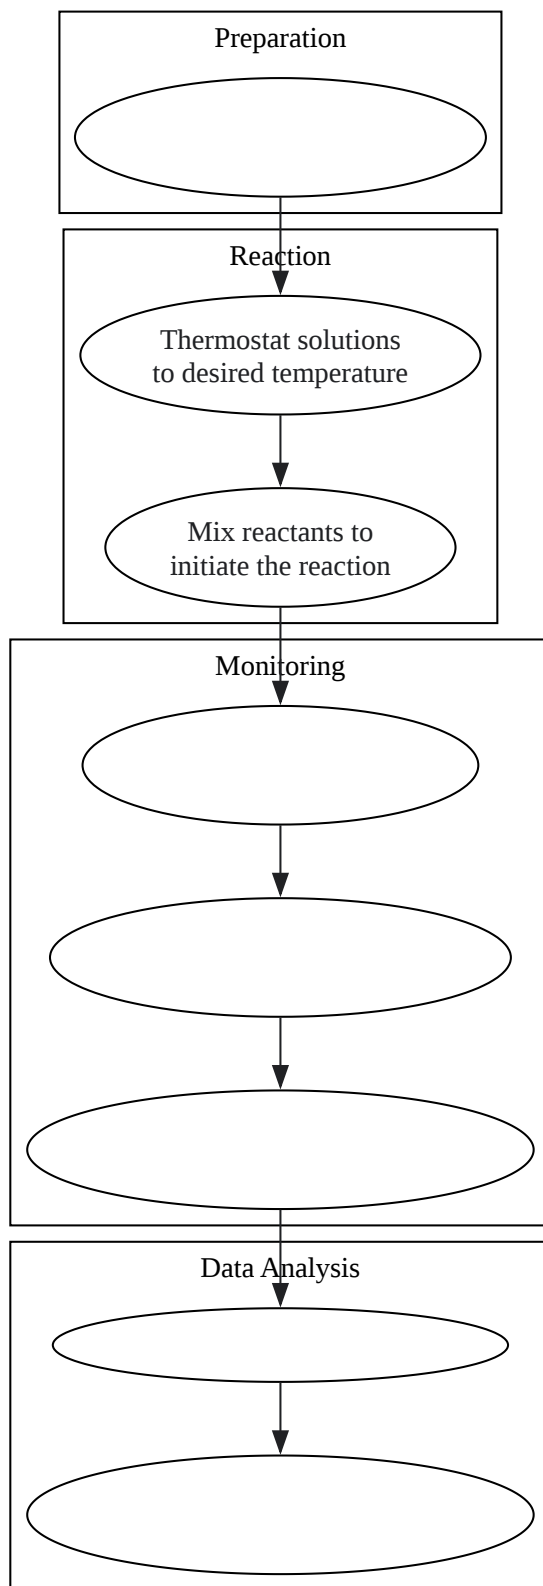 Preparation
Reaction
Thermostat solutions
to desired temperature
Mix reactants to
initiate the reaction
Monitoring
Data Analysis